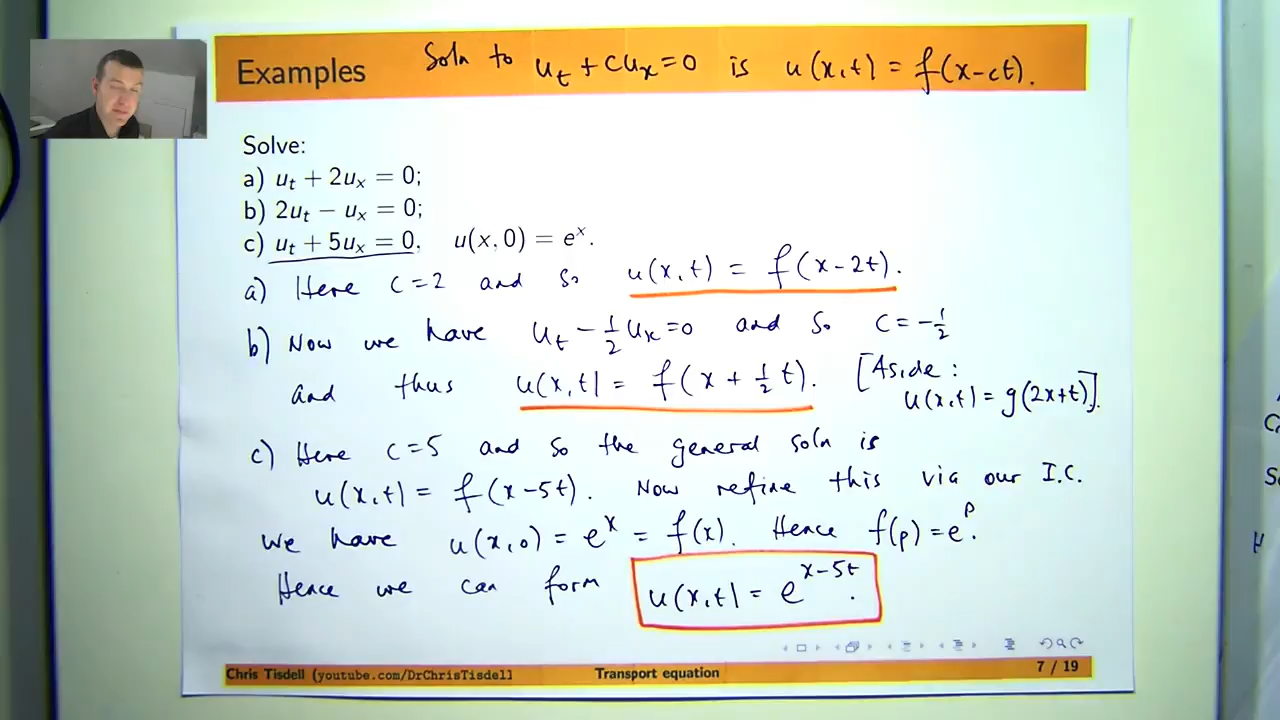 Examples Soln to u_t + cu_x = 0 is u(x,t) = f(x-ct).
Solve:
a) u_t + 2u_x = 0;
b) 2u_t − u_x = 0;
c) u_t + 5u_x = 0, u(x, 0) = e^x.
a) Here c=2 and so u(x,t) = f(x-2t).
b) Now we have u_t - 1/2 u_x = 0 and so c = -1/2
and thus u(x,t) = f(x + 1/2 t). [Aside:
u(x,t) = g(2x+t)].
c) Here c=5 and so the general soln is
u(x,t) = f(x-5t). Now refine this via our I.C.
We have u(x,0) = e^x = f(x). Hence f(p) = e^p.
Hence we can form u(x,t) = e^{x-5t}.
Chris Tisdell (youtube.com/DrChrisTisdell Transport equation 7 / 19